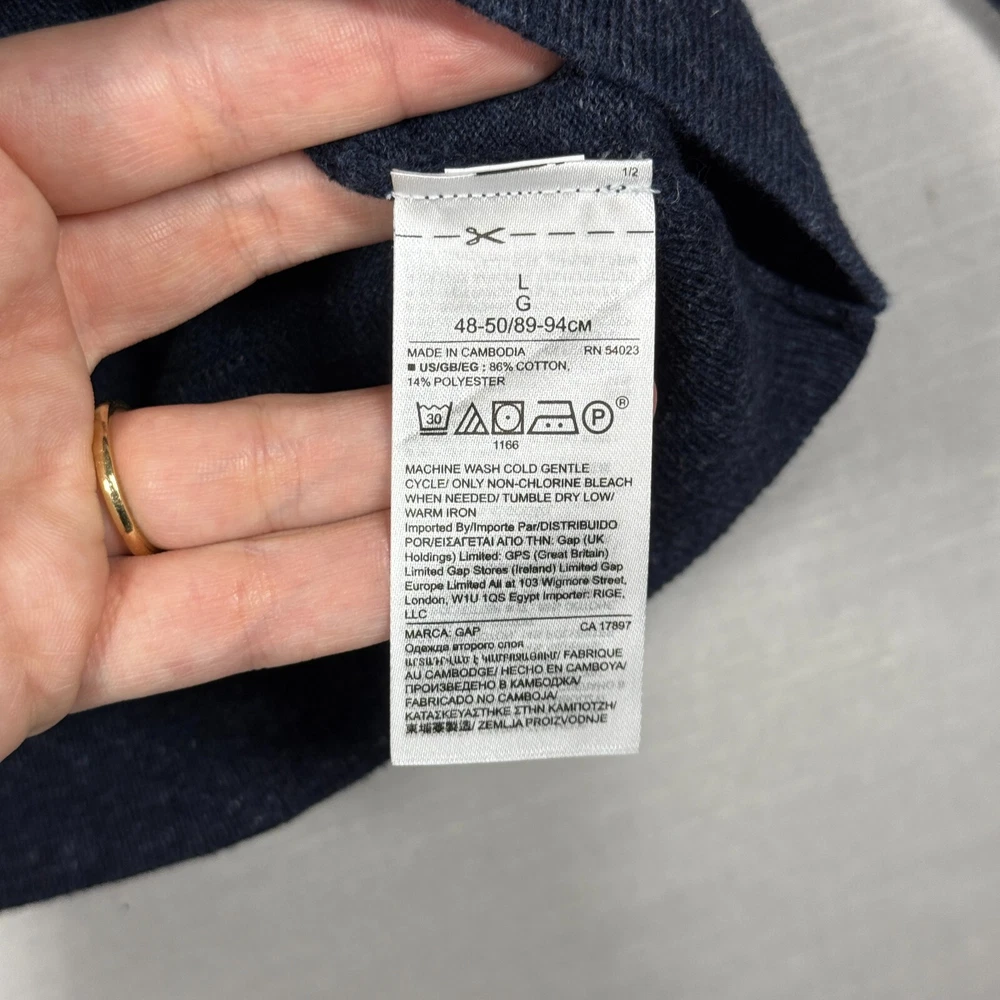 1/2
L
G
48-50/89-94CM
MADE IN CAMBODIA RN 54023
■ US/GB/EG : 86% COTTON,
14% POLYESTER
30 P ®
1166
MACHINE WASH COLD GENTLE
CYCLE/ ONLY NON-CHLORINE BLEACH
WHEN NEEDED/ TUMBLE DRY LOW/
WARM IRON
Imported By/Importe Par/DISTRIBUIDO
POR/ΕΙΣΑΓΕΤΑΙ ΑΠΟ ΤΗΝ: Gap (UK
Holdings) Limited: GPS (Great Britain)
Limited Gap Stores (Ireland) Limited Gap
Europe Limited All at 103 Wigmore Street,
London, W1U 1QS Egypt Importer: RIGE,
LLC
MARCA: GAP CA 17897
Одежда второго слоя
FABRIQUE
AU CAMBODGE/ HECHO EN CAMBOYA/
ПРОИЗВЕДЕНО В КАМБОДЖА/
FABRICADO NO CAMBOJA/
ΚΑΤΑΣΚΕΥΑΣΤΗΚΕ ΣΤΗΝ ΚΑΜΠΟΤΖΗ/
柬埔寨製造/ ZEMLJA PROIZVODNJE